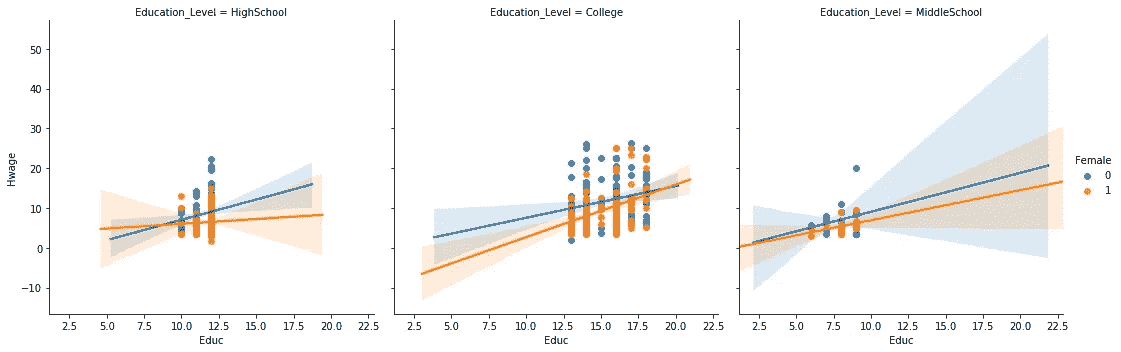 Education_Level = HighSchool
Education_Level = College
Education_Level = MiddleSchool
Hwage
50
40
30
20
10
0
−10
2.5 5.0 7.5 10.0 12.5 15.0 17.5 20.0 22.5
Educ
2.5 5.0 7.5 10.0 12.5 15.0 17.5 20.0 22.5
Educ
2.5 5.0 7.5 10.0 12.5 15.0 17.5 20.0 22.5
Educ
Female
0
1